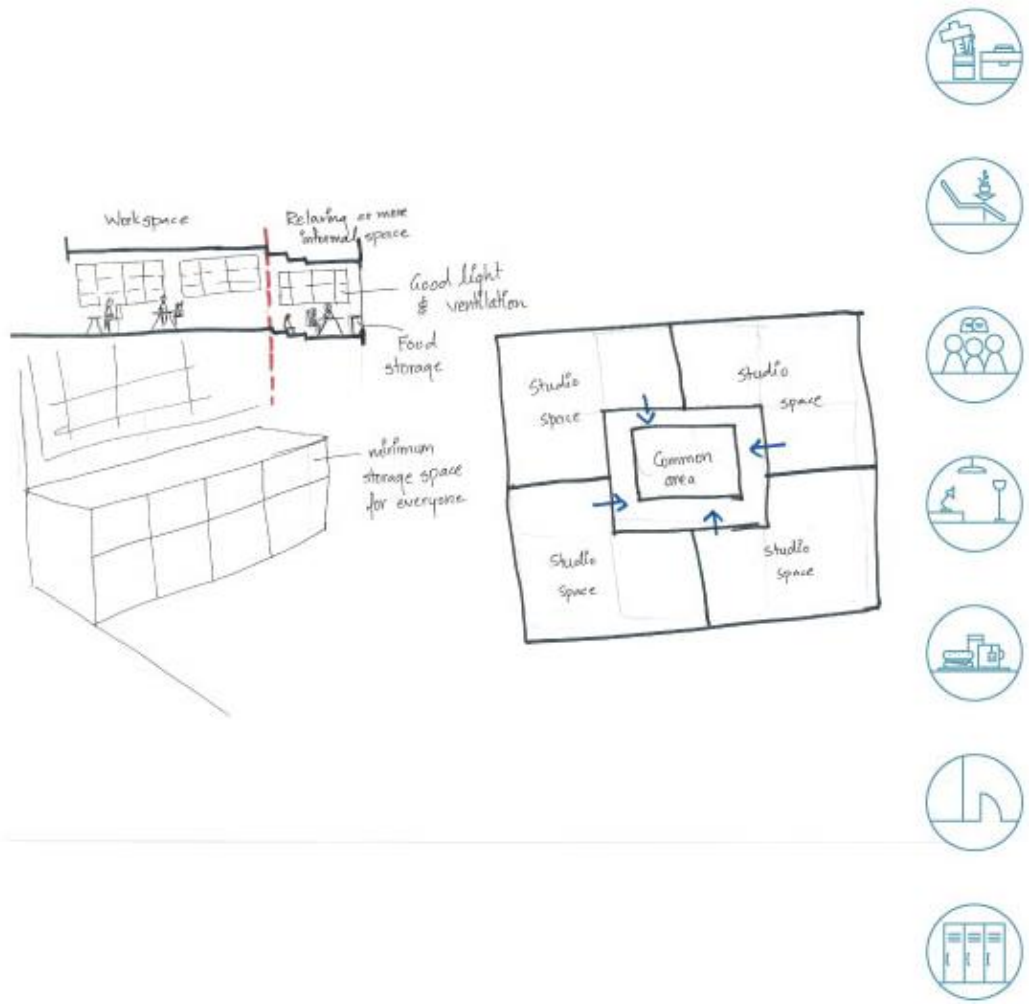 Workspace
Relaxing or more
informal space
Good light
& ventilation
Food
storage
minimum
storage space
for everyone
Studio
space
Studio
space
Common
area
Studio
space
Studio
space